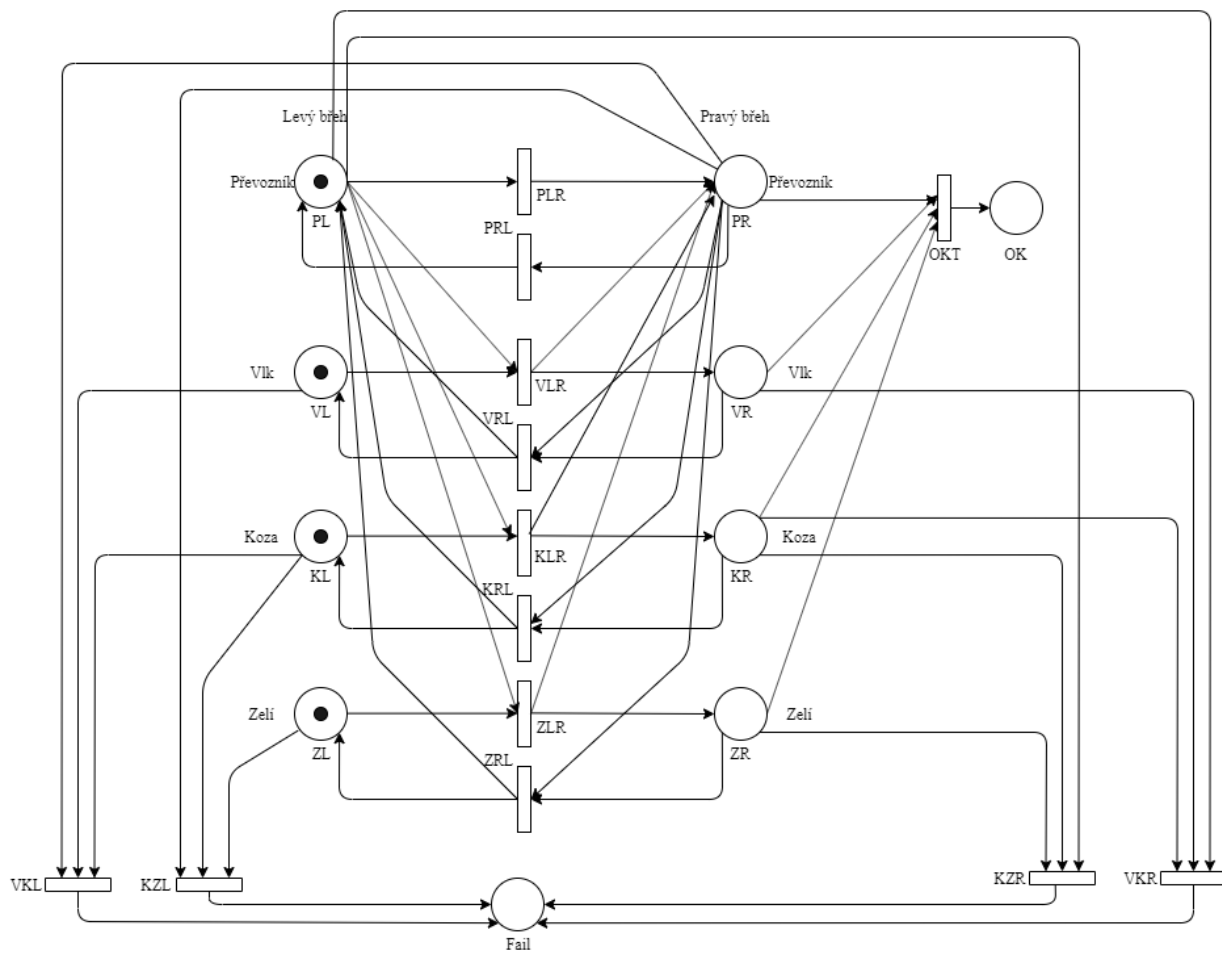 Levý břeh
Pravý břeh
Převozník
Převozník
PLR
PL
PRL
PR
OKT
OK
Vlk
Vlk
VLR
VL
VRL
VR
Koza
Koza
KLR
KL
KRL
KR
Zelí
Zelí
ZLR
ZL
ZRL
ZR
VKL
KZL
KZR
VKR
Fail